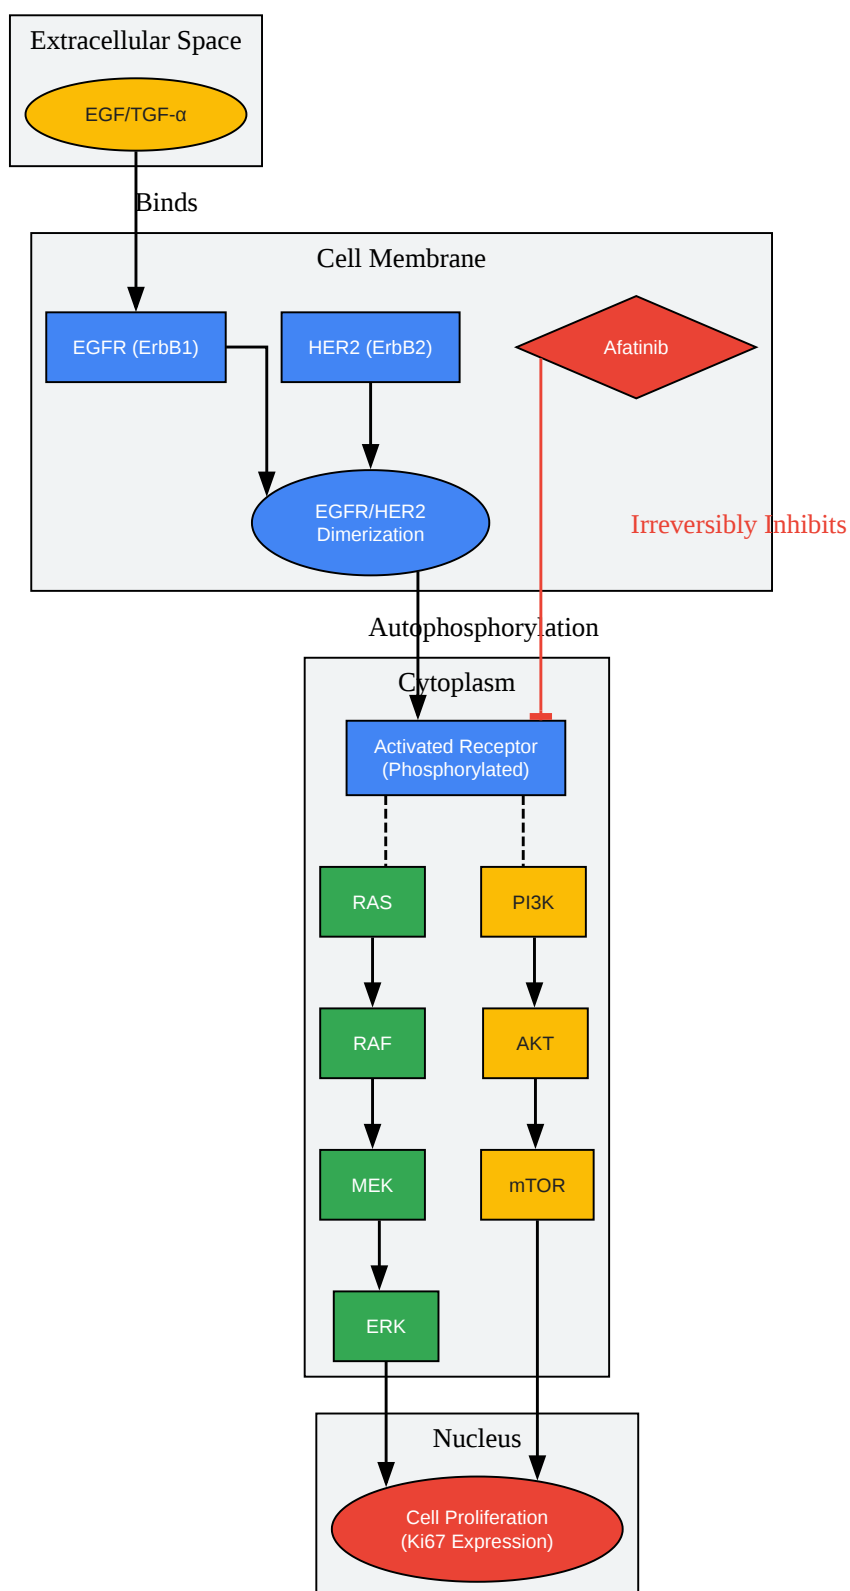 Extracellular Space
EGF/TGF-α
Binds
Cell Membrane
EGFR (ErbB1)
HER2 (ErbB2)
Afatinib
EGFR/HER2
Dimerization
Irreversibly Inhibits
Autophosphorylation
Cytoplasm
Activated Receptor
(Phosphorylated)
RAS
PI3K
RAF
AKT
MEK
mTOR
ERK
Nucleus
Cell Proliferation
(Ki67 Expression)